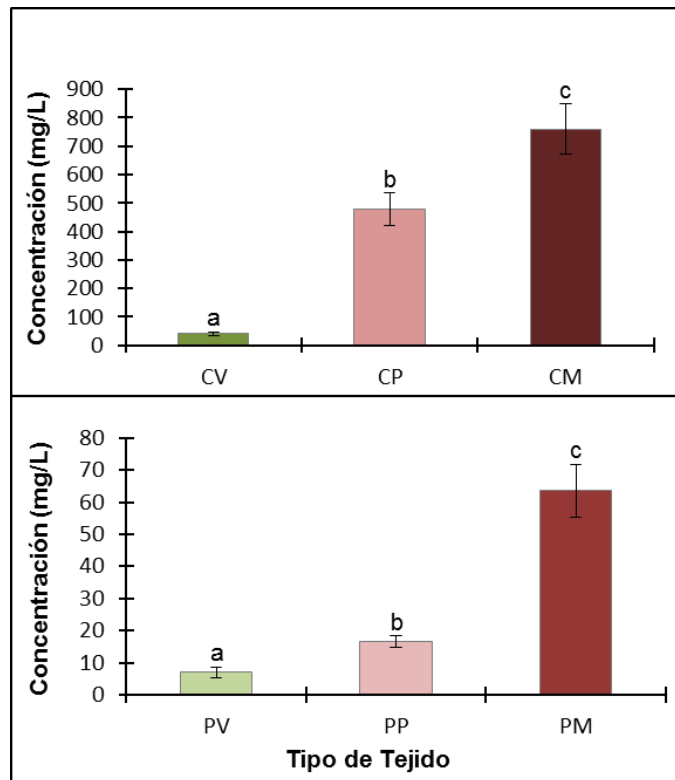 Concentración (mg/L)
900
800
700
600
500
400
300
200
100
0
a
b
c
CV CP CM
Concentración (mg/L)
80
70
60
50
40
30
20
10
0
a
b
c
PV PP PM
Tipo de Tejido